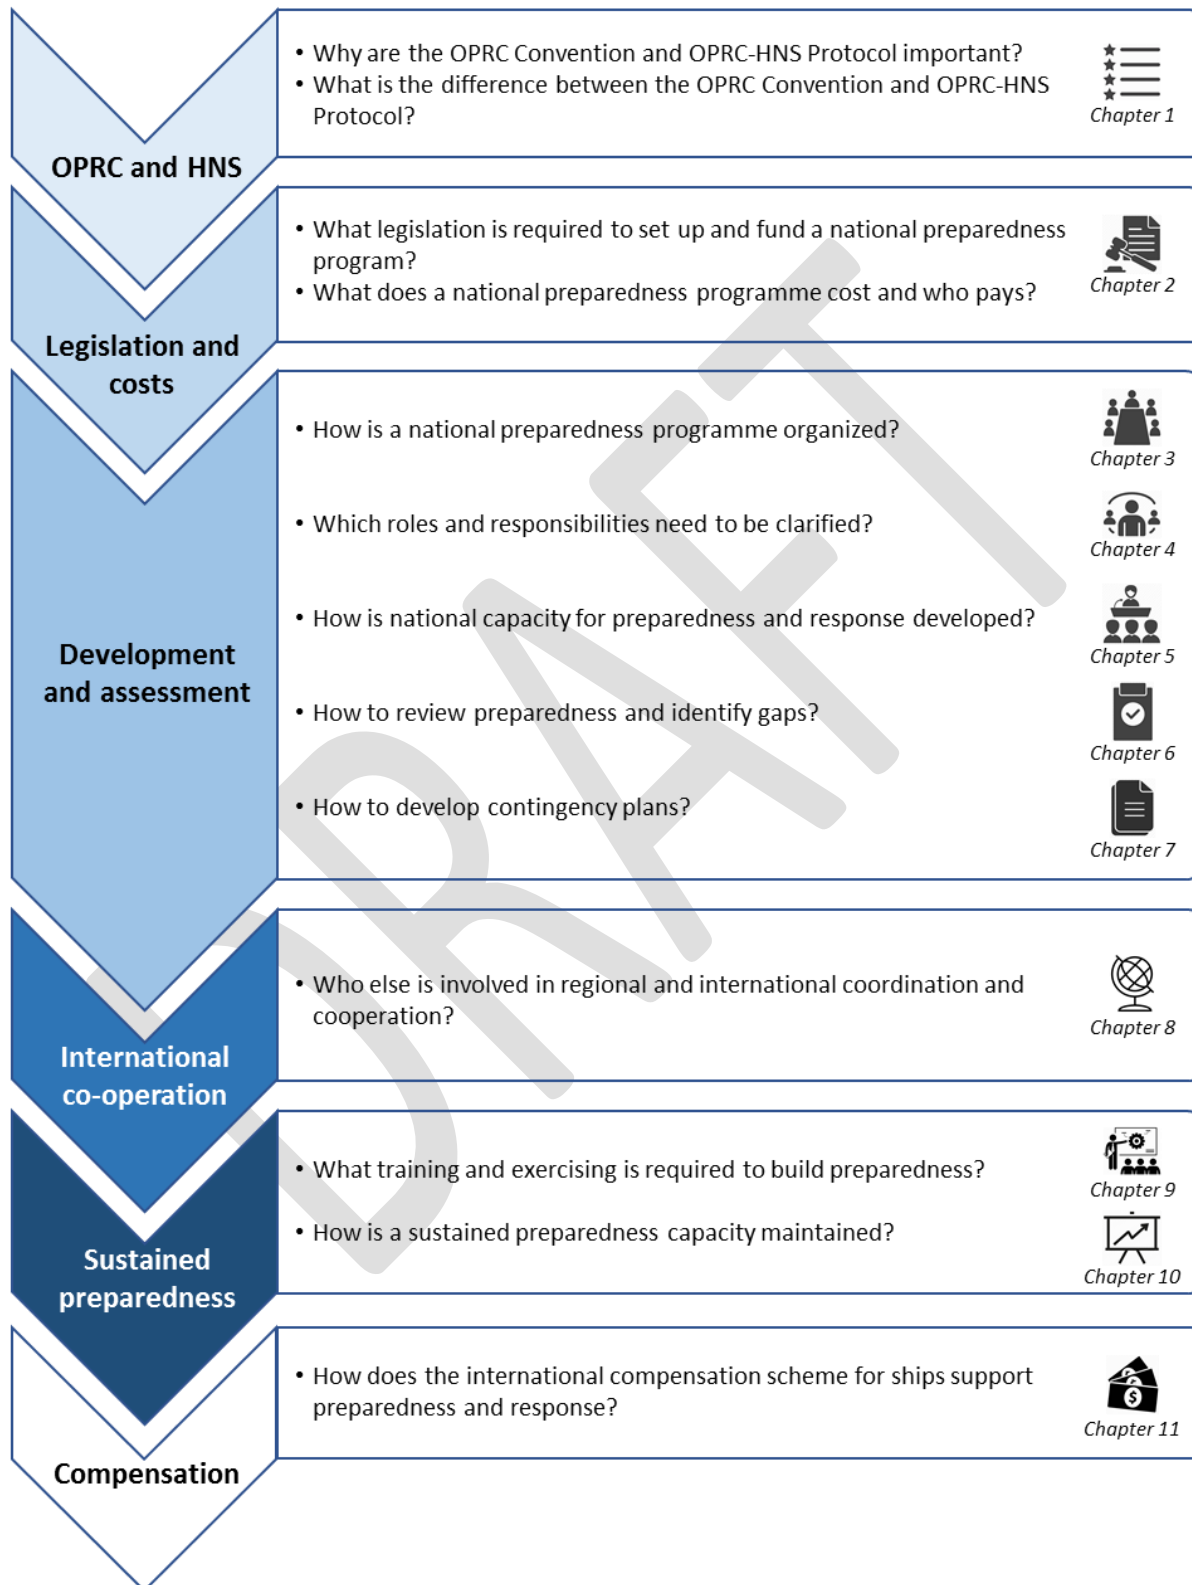 • Why are the OPRC Convention and OPRC-HNS Protocol important?
• What is the difference between the OPRC Convention and OPRC-HNS
Protocol?
Chapter 1
OPRC and HNS
• What legislation is required to set up and fund a national preparedness
program?
• What does a national preparedness programme cost and who pays?
Chapter 2
Legislation and
costs
• How is a national preparedness programme organized?
Chapter 3
• Which roles and responsibilities need to be clarified?
Chapter 4
• How is national capacity for preparedness and response developed?
Chapter 5
Development
and assessment
• How to review preparedness and identify gaps?
Chapter 6
• How to develop contingency plans?
Chapter 7
• Who else is involved in regional and international coordination and
cooperation?
Chapter 8
International
co-operation
• What training and exercising is required to build preparedness?
Chapter 9
• How is a sustained preparedness capacity maintained?
Chapter 10
Sustained
preparedness
• How does the international compensation scheme for ships support
preparedness and response?
Chapter 11
Compensation
DRAFT